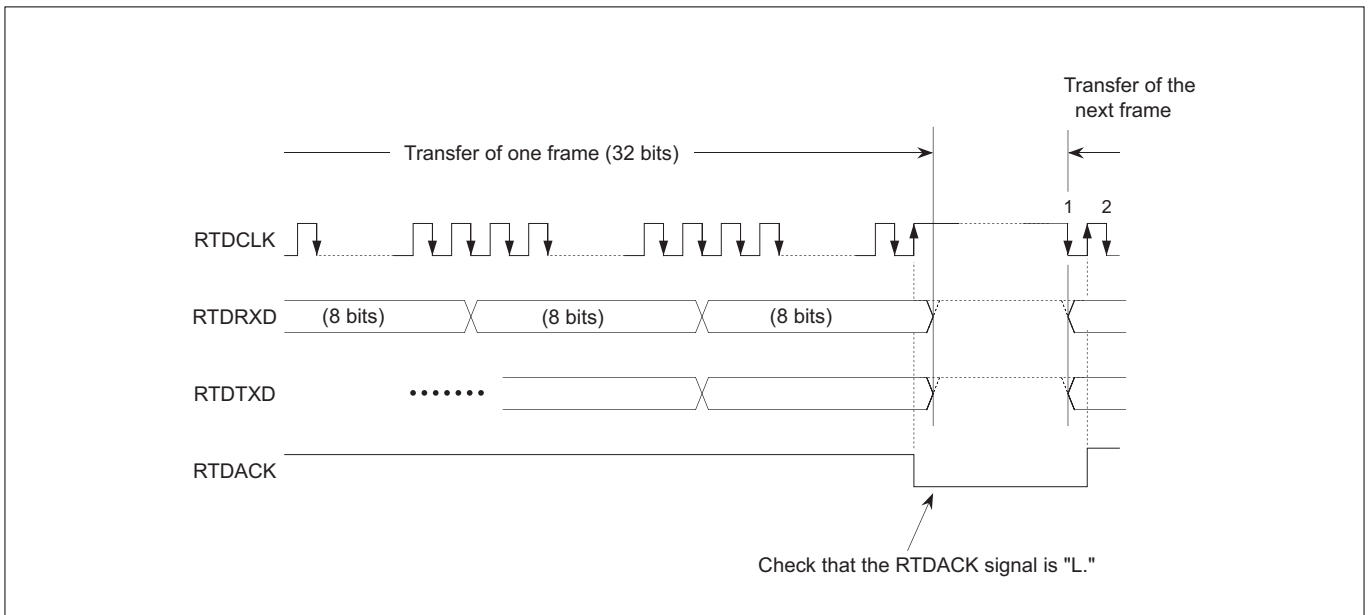 Transfer of the
next frame
Transfer of one frame (32 bits)
1 2
RTDCLK
RTDRXD (8 bits) (8 bits) (8 bits)
RTDTXD
RTDACK
Check that the RTDACK signal is "L."